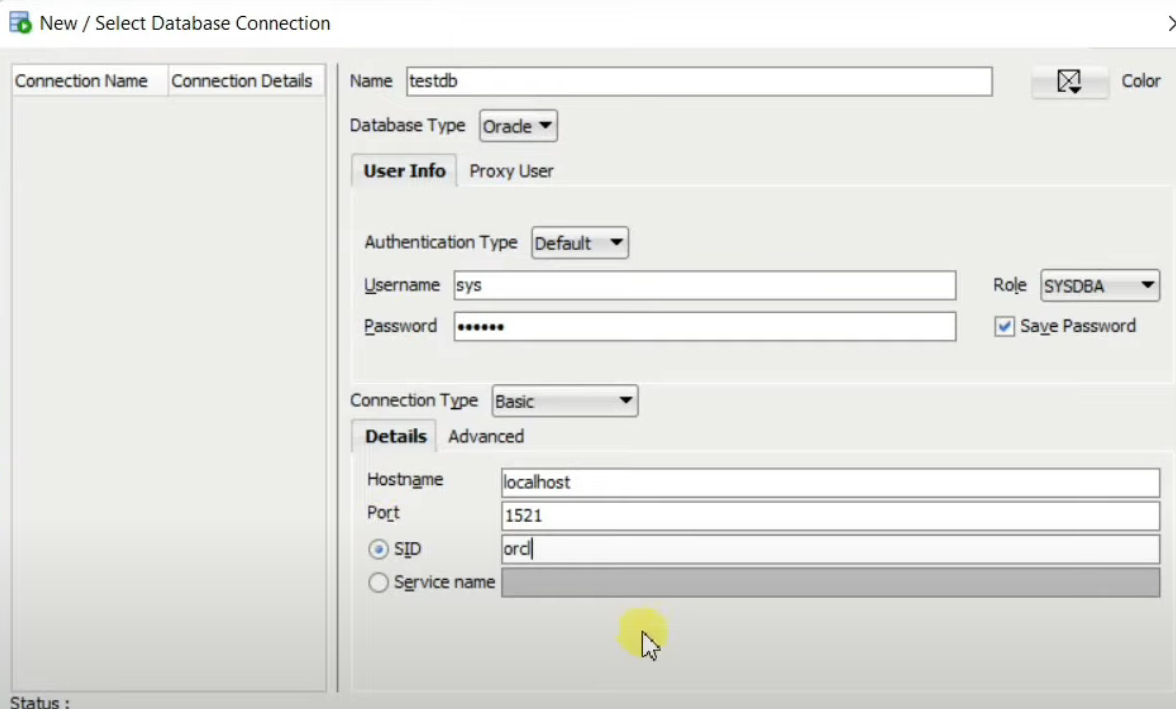 New / Select Database Connection
Connection Name Connection Details
Name testdb Color
Database Type Oracle
User Info Proxy User
Authentication Type Default
Username sys Role SYSDBA
Password •••••• Save Password
Connection Type Basic
Details Advanced
Hostname localhost
Port 1521
SID orcl
Service name
Status :